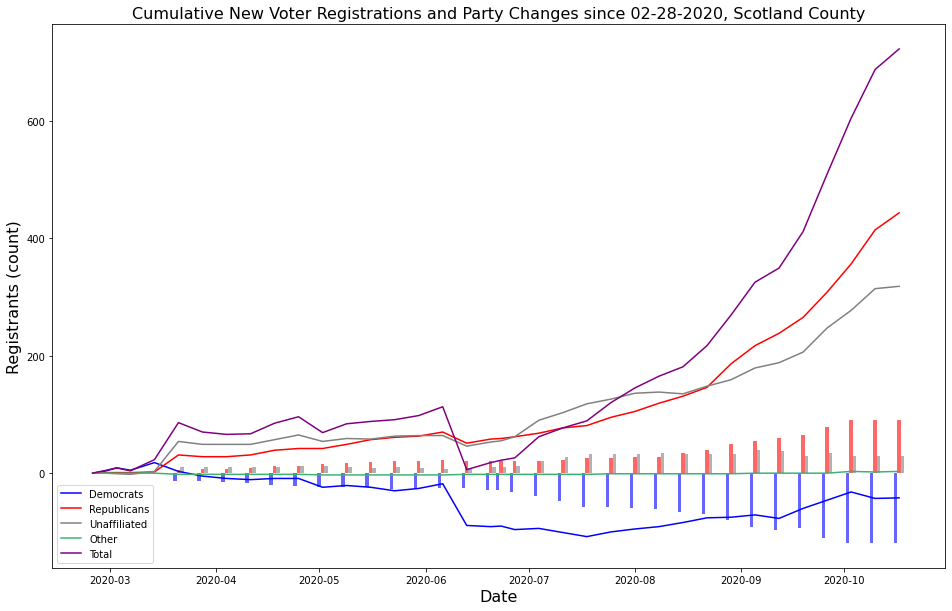 Cumulative New Voter Registrations and Party Changes since 02-28-2020, Scotland County
Registrants (count)
600
400
200
0
Democrats
Republicans
Unaffiliated
Other
Total
2020-03 2020-04 2020-05 2020-06 2020-07 2020-08 2020-09 2020-10
Date